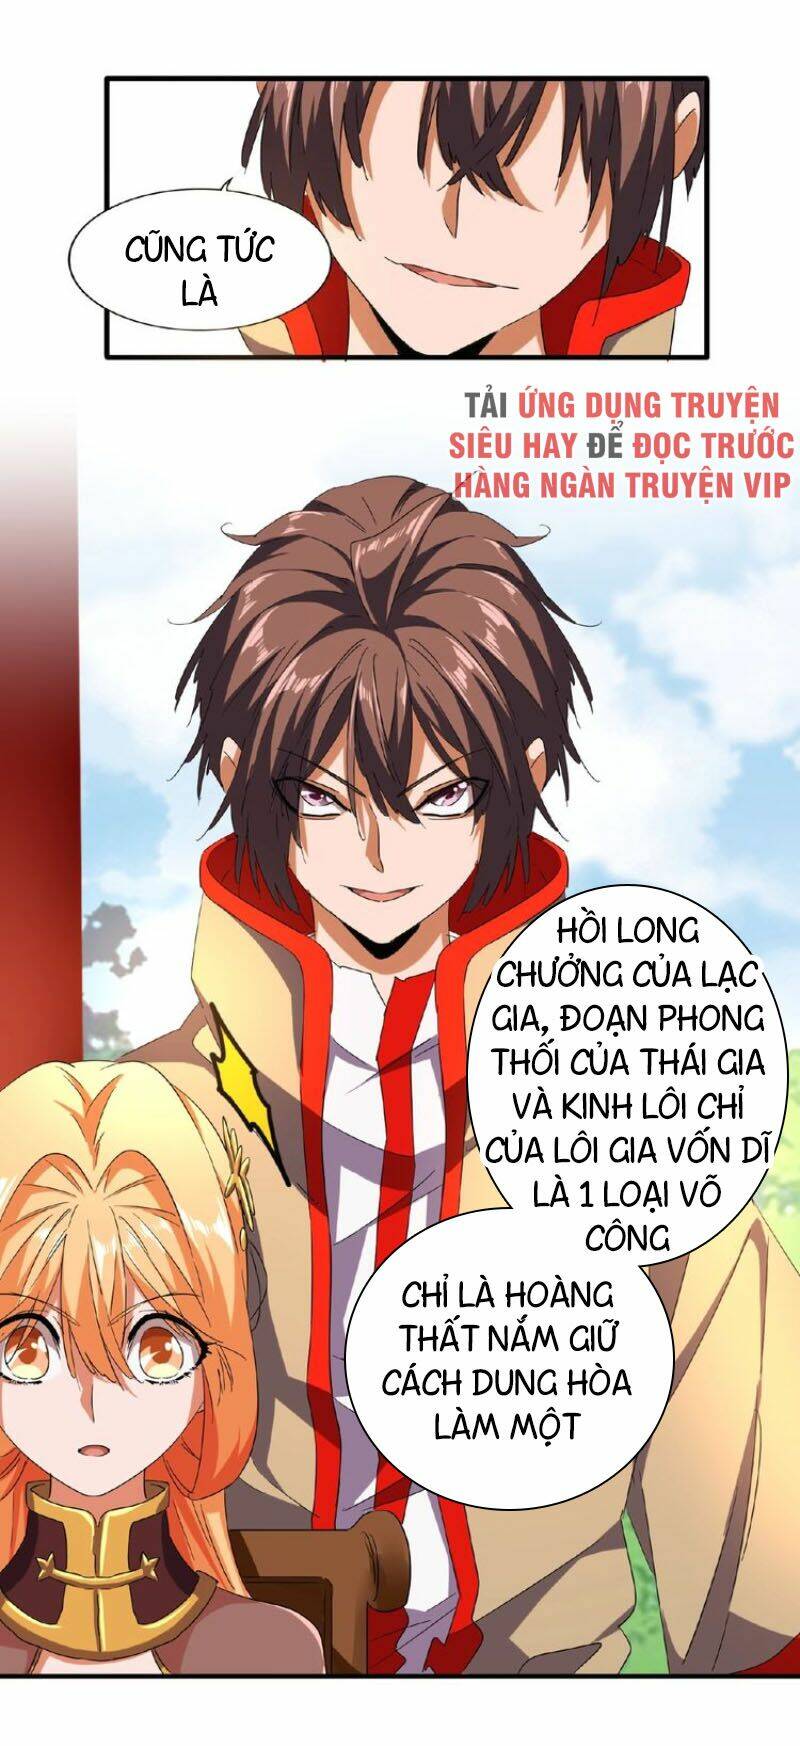 CŨNG TỨC
LÀ
TẢI ỨNG DỤNG TRUYỆN
SIÊU HAY ĐỂ ĐỌC TRƯỚC
HÀNG NGÀN TRUYỆN VIP
HỒI LONG
CHƯỞNG CỦA LẠC
GIA, ĐOẠN PHONG
THỐI CỦA THÁI GIA
VÀ KINH LÔI CHỈ
CỦA LÔI GIA VỐN DĨ
LÀ 1 LOẠI VÕ
CÔNG
CHỈ LÀ HOÀNG
THẤT NẮM GIỮ
CÁCH DUNG HÒA
LÀM MỘT